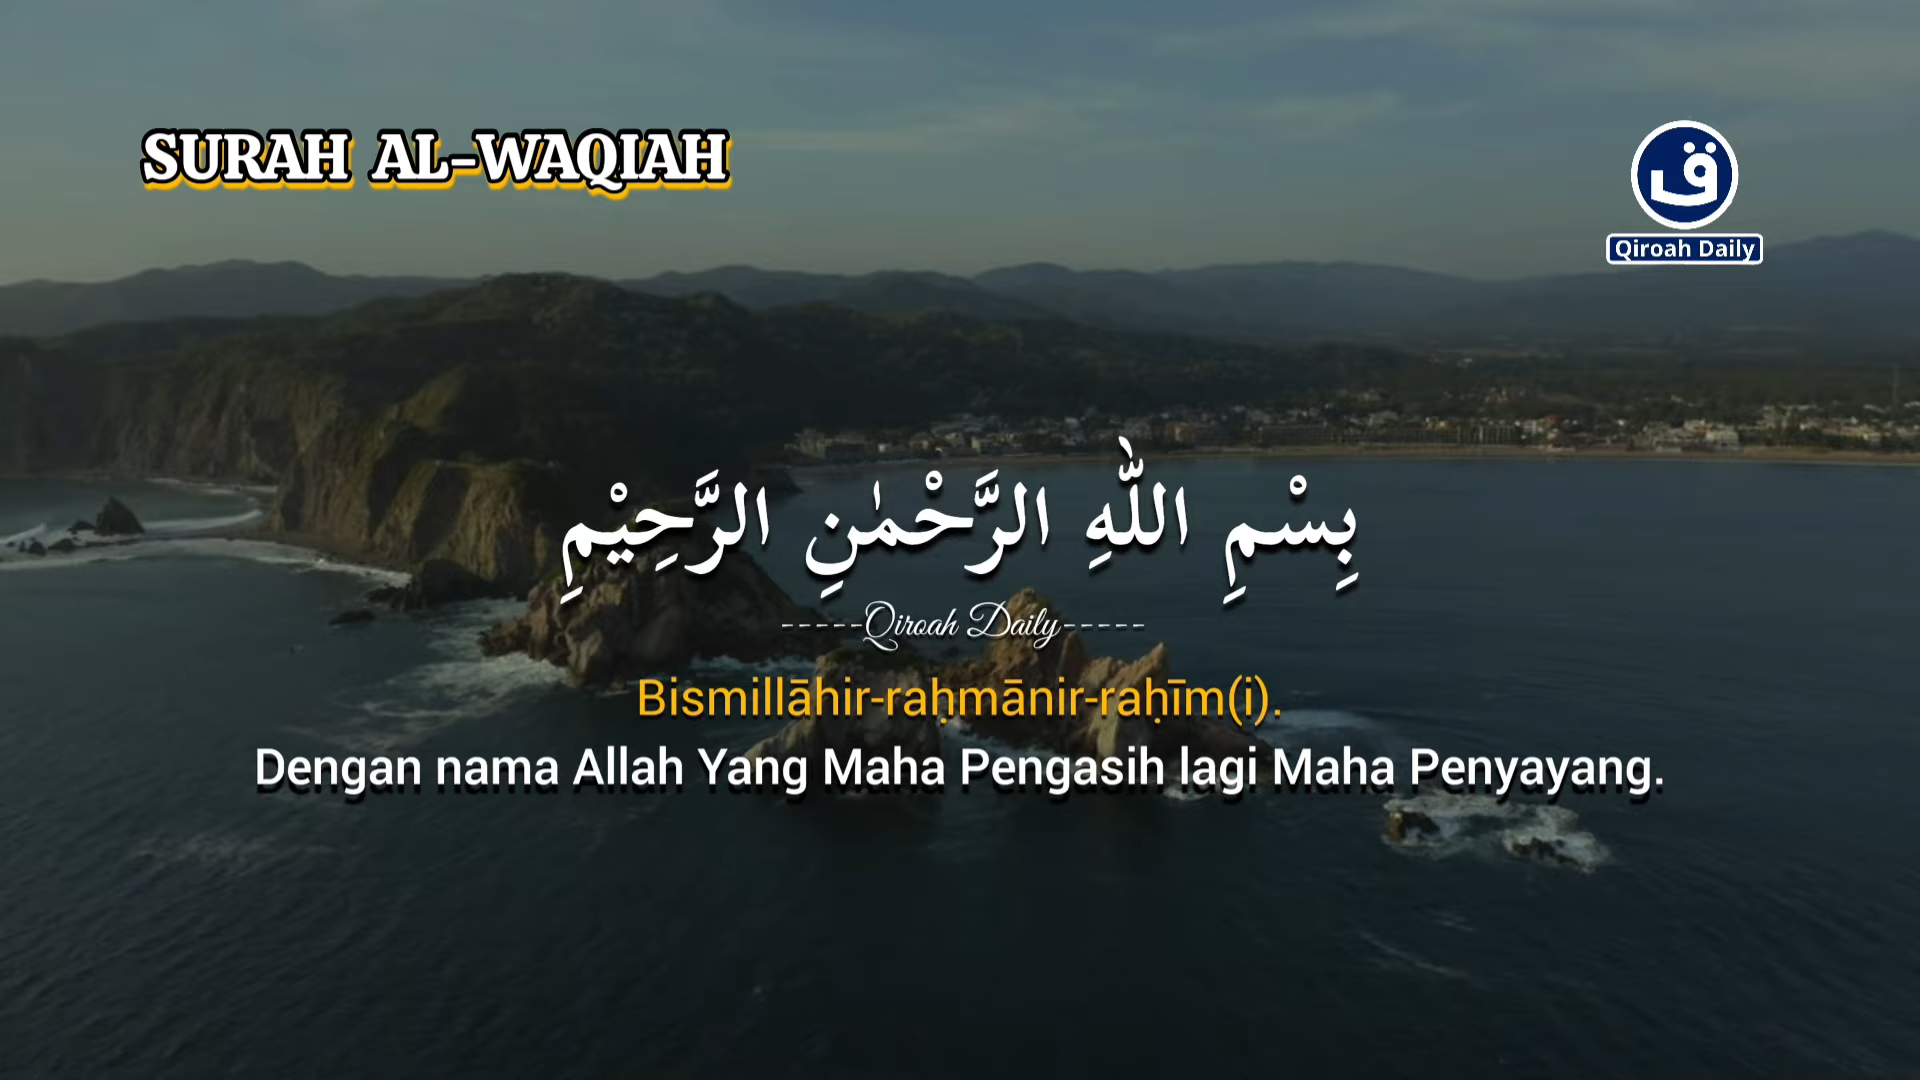 SURAH AL-WAQIAH
ق
Qiroah Daily
بِسْمِ اللّٰهِ الرَّحْمٰنِ الرَّحِيْمِ
-----Qiroah Daily-----
Bismillāhir-raḥmānir-raḥīm(i).
Dengan nama Allah Yang Maha Pengasih lagi Maha Penyayang.